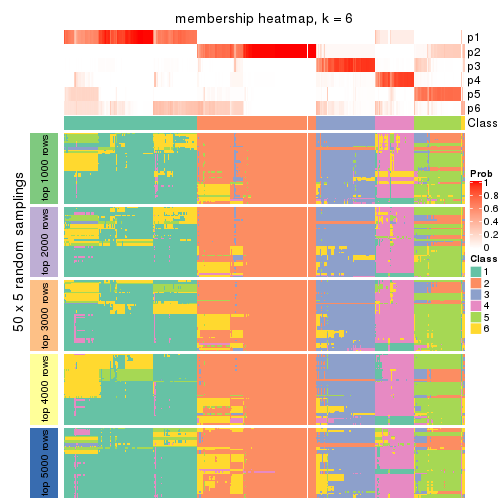 membership heatmap, k = 6
p1
p2
p3
p4
p5
p6
Class
50 x 5 random samplings
top 1000 rows
top 2000 rows
top 3000 rows
top 4000 rows
top 5000 rows
Prob
1
0.8
0.6
0.4
0.2
0
Class
1
2
3
4
5
6